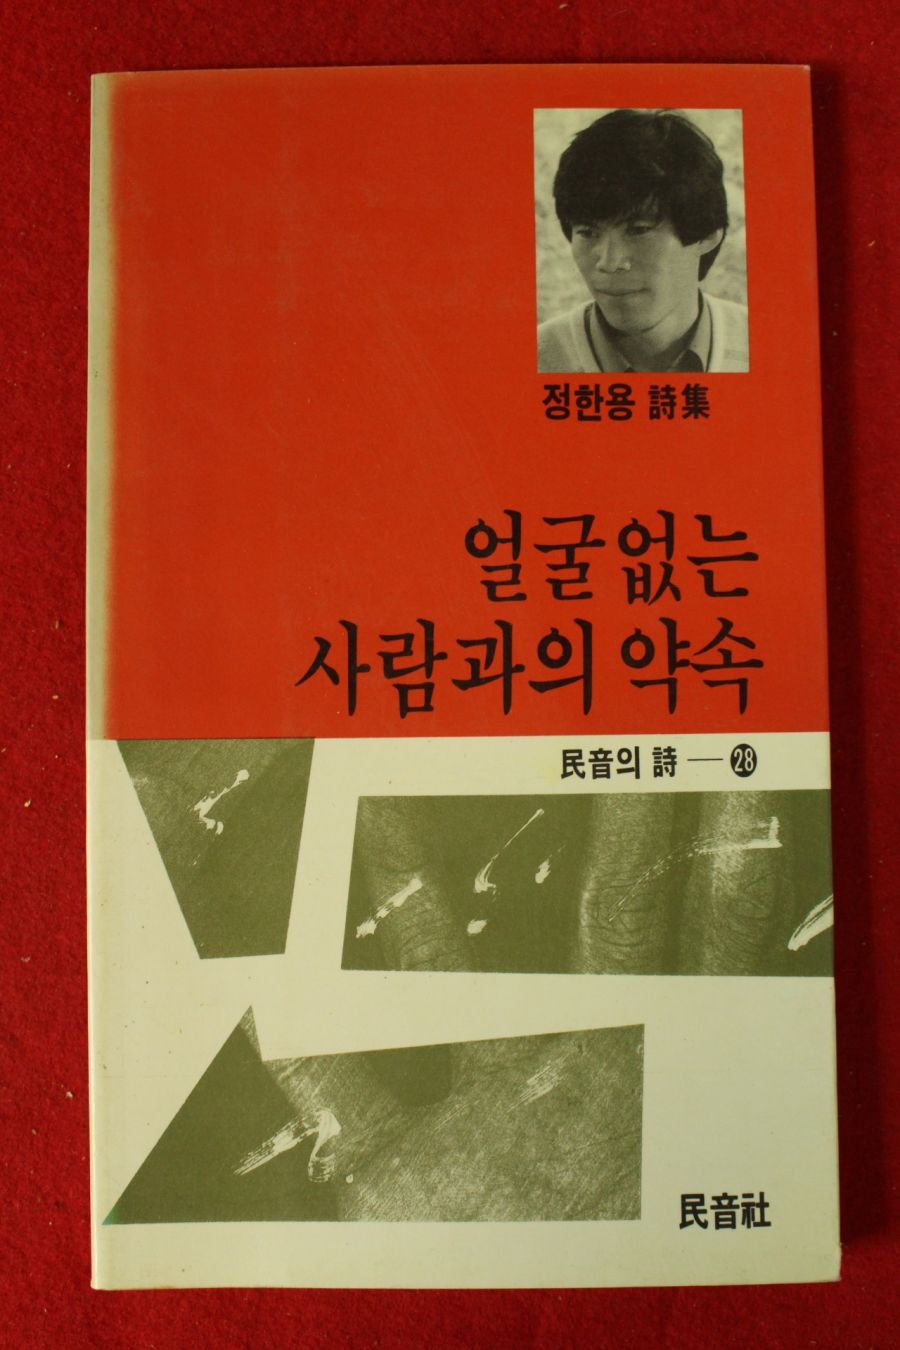 정한용 詩集
얼굴 없는
사람과의 약속
民音의 詩 — 28
民音社